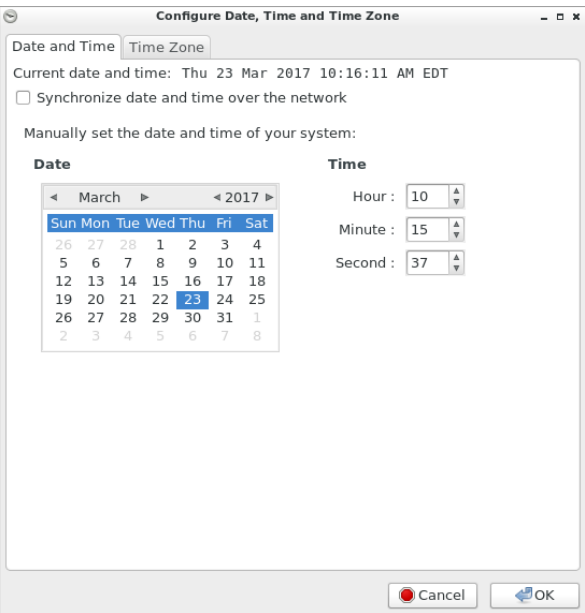 Configure Date, Time and Time Zone
Date and Time Time Zone
Current date and time: Thu 23 Mar 2017 10:16:11 AM EDT
Synchronize date and time over the network
Manually set the date and time of your system:
Date
March 2017
Sun Mon Tue Wed Thu Fri Sat
26 27 28 1 2 3 4
5 6 7 8 9 10 11
12 13 14 15 16 17 18
19 20 21 22 23 24 25
26 27 28 29 30 31 1
2 3 4 5 6 7 8
Time
Hour : 10
Minute : 15
Second : 37
Cancel OK